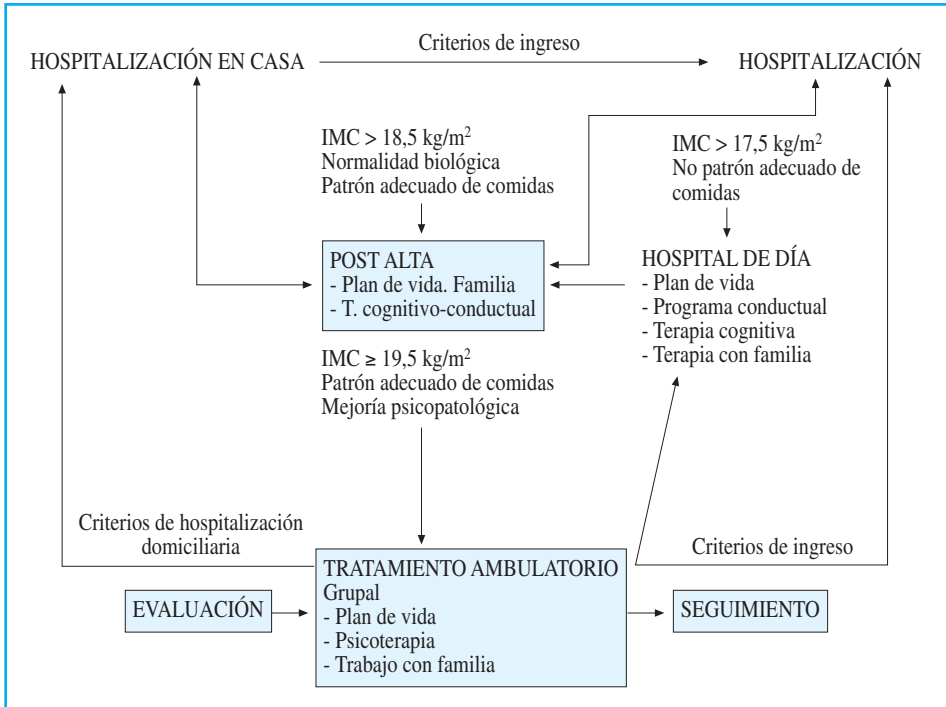 Criterios de ingreso
HOSPITALIZACIÓN EN CASA
HOSPITALIZACIÓN
IMC > 18,5 kg/m²
Normalidad biológica
Patrón adecuado de comidas
IMC > 17,5 kg/m²
No patrón adecuado de
comidas
POST ALTA
- Plan de vida. Familia
- T. cognitivo-conductual
HOSPITAL DE DÍA
- Plan de vida
- Programa conductual
- Terapia cognitiva
- Terapia con familia
IMC ≥ 19,5 kg/m²
Patrón adecuado de comidas
Mejoría psicopatológica
Criterios de hospitalización
domiciliaria
Criterios de ingreso
EVALUACIÓN
TRATAMIENTO AMBULATORIO
Grupal
- Plan de vida
- Psicoterapia
- Trabajo con familia
SEGUIMIENTO